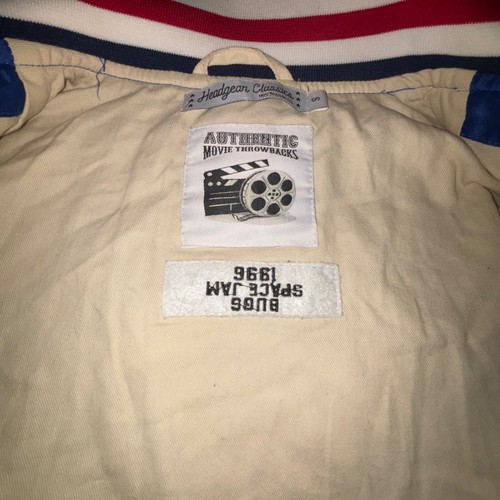 Headgear Classics
S
AUTHENTIC
MOVIE THROWBACKS
BUGS
SPACE JAM
1996